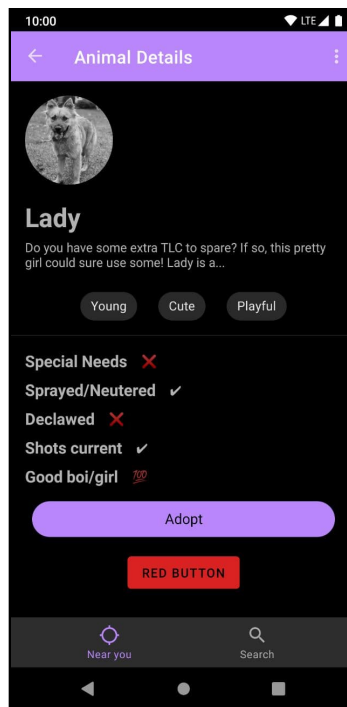 10:00
LTE
Animal Details
Lady
Do you have some extra TLC to spare? If so, this pretty
girl could sure use some! Lady is a...
Young Cute Playful
Special Needs ❌
Sprayed/Neutered ✔
Declawed ❌
Shots current ✔
Good boi/girl 💯
Adopt
RED BUTTON
Near you Search